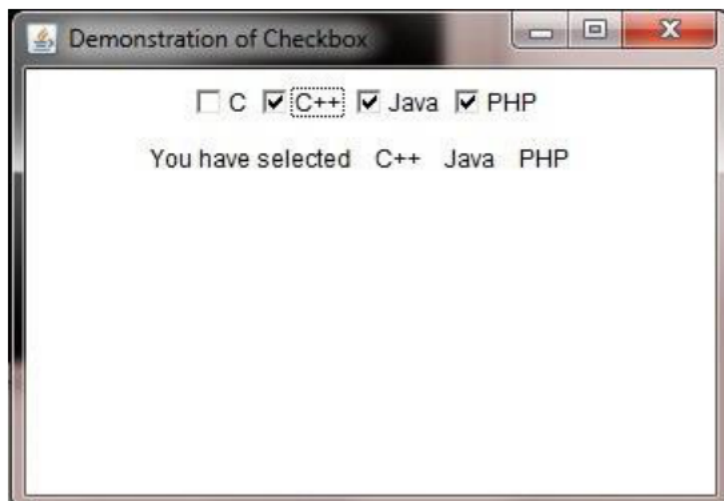 Demonstration of Checkbox
C C++ Java PHP
You have selected C++ Java PHP